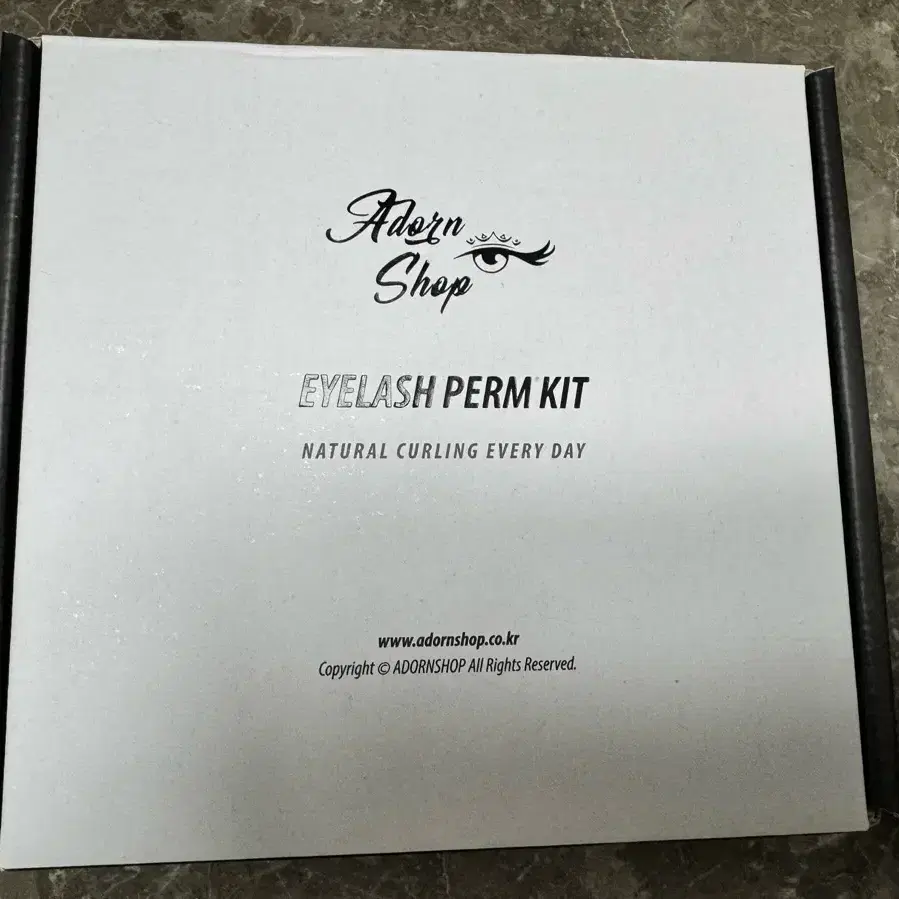 Adorn
Shop
EYELASH PERM KIT
NATURAL CURLING EVERY DAY
www.adornshop.co.kr
Copyright © ADORNSHOP All Rights Reserved.